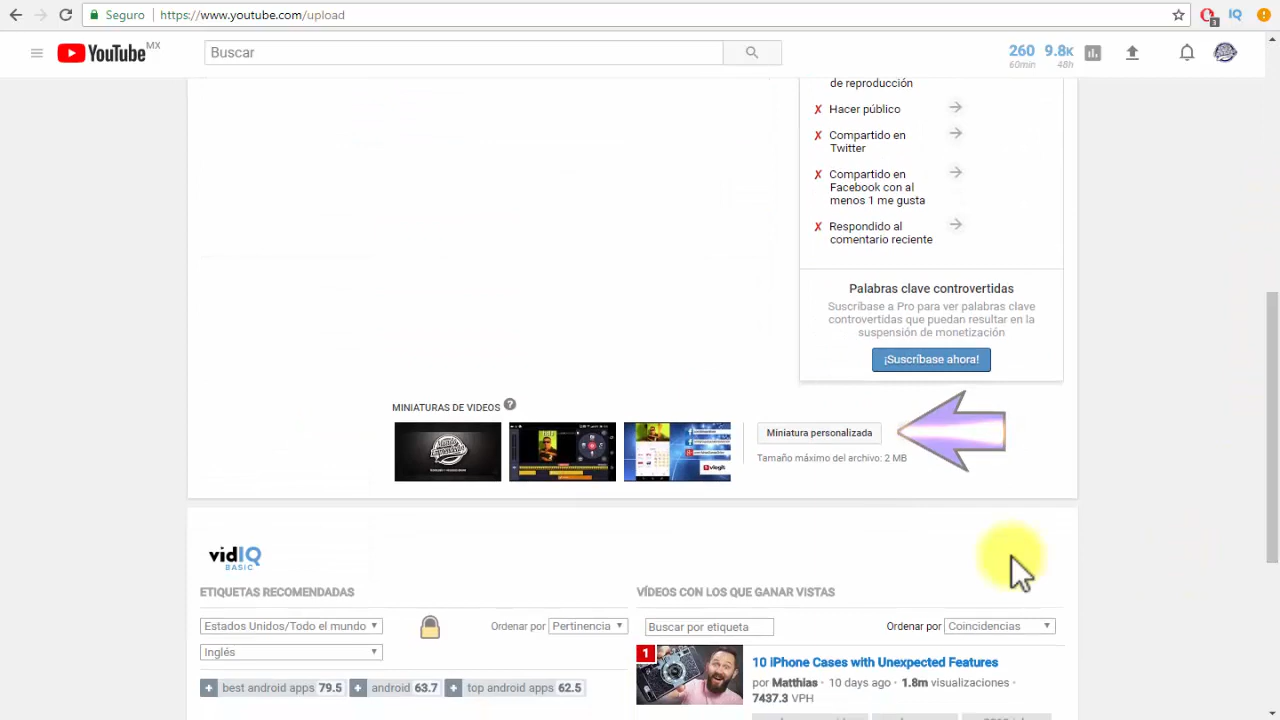 Seguro https://www.youtube.com/upload
3
IQ
YouTube MX
Buscar
260 9.8K
60min 48h
de reproducción
Hacer público
Compartido en
Twitter
Compartido en
Facebook con al
menos 1 me gusta
Respondido al
comentario reciente
Palabras clave controvertidas
Suscríbase a Pro para ver palabras clave
controvertidas que puedan resultar en la
suspensión de monetización
¡Suscríbase ahora!
MINIATURAS DE VIDEOS ?
Miniatura personalizada
Tamaño máximo del archivo: 2 MB
vlogit
vidIQ
BASIC
ETIQUETAS RECOMENDADAS
VÍDEOS CON LOS QUE GANAR VISTAS
Estados Unidos/Todo el mundo
Ordenar por Pertinencia
Buscar por etiqueta
Ordenar por Coincidencias
Inglés
1
10 iPhone Cases with Unexpected Features
por Matthias · 10 days ago · 1.8m visualizaciones ·
7437.3 VPH
+ best android apps 79.5 + android 63.7 + top android apps 62.5